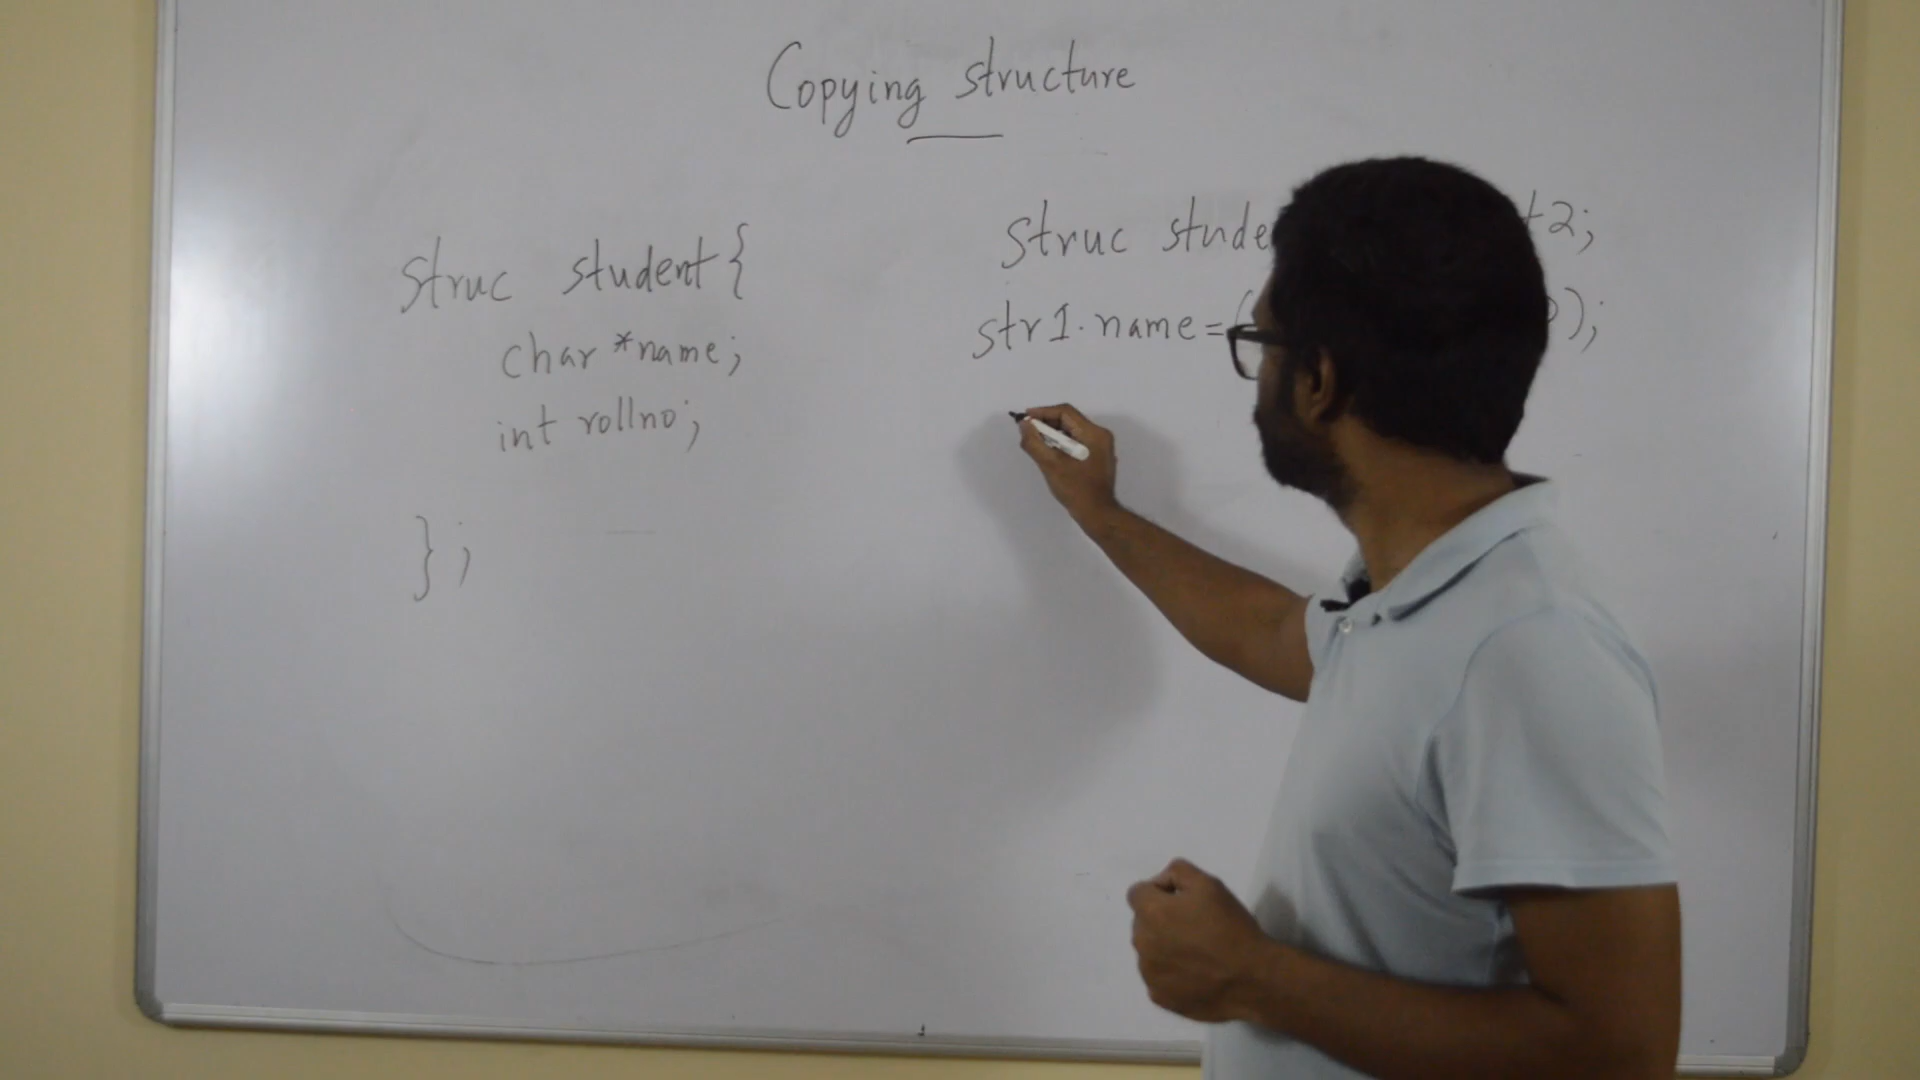 Copying structure
Struc student{
char *name;
int rollno;
};
Struc stude t2;
str1.name=( );